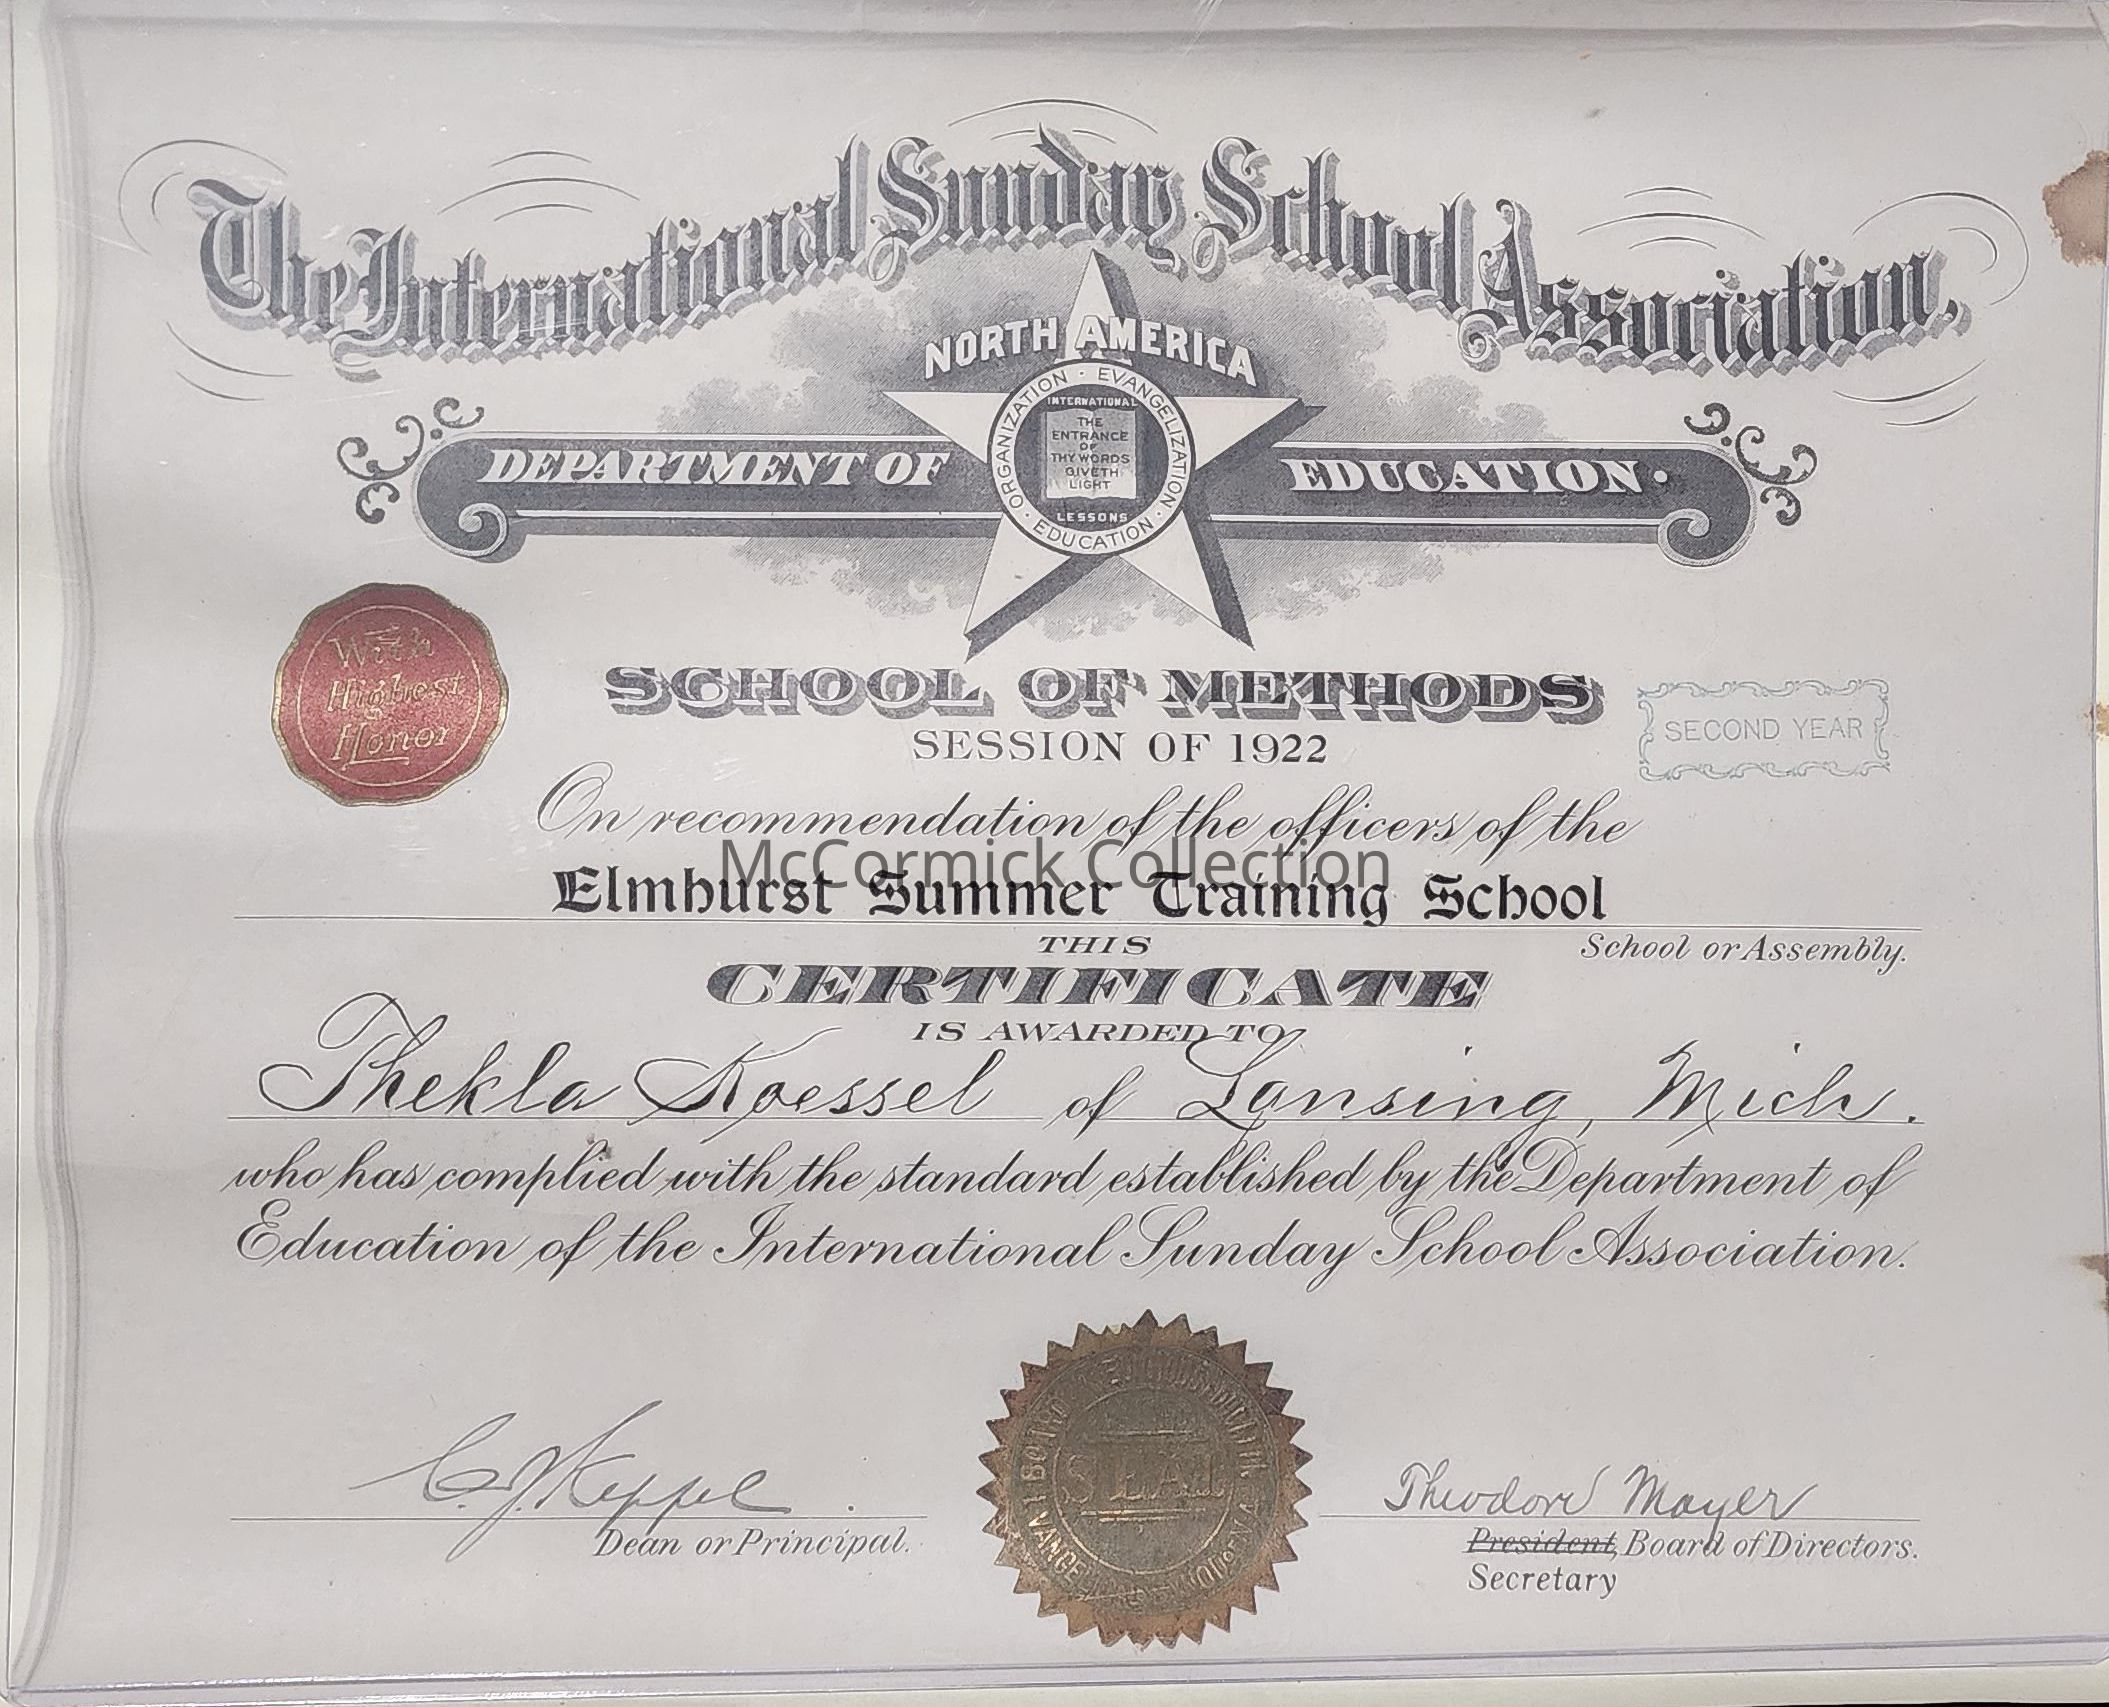 The International Sunday School Association,
NORTH AMERICA
ORGANIZATION · EVANGELIZATION · EDUCATION ·
INTERNATIONAL
THE
ENTRANCE
OF
THY WORDS
GIVETH
LIGHT
LESSONS
DEPARTMENT OF EDUCATION ·
With
Highest
Honor
SCHOOL OF METHODS
SESSION OF 1922
SECOND YEAR
On recommendation of the officers of the
McCormick Collection
Elmhurst Summer Training School
School or Assembly.
THIS
CERTIFICATE
IS AWARDED TO
Thekla Koessel of Lansing, Mich.
who has complied with the standard established by the Department of
Education of the International Sunday School Association.
C. J. Keppel
Dean or Principal.
SEAL
Theodore Mayer
President, Board of Directors.
Secretary